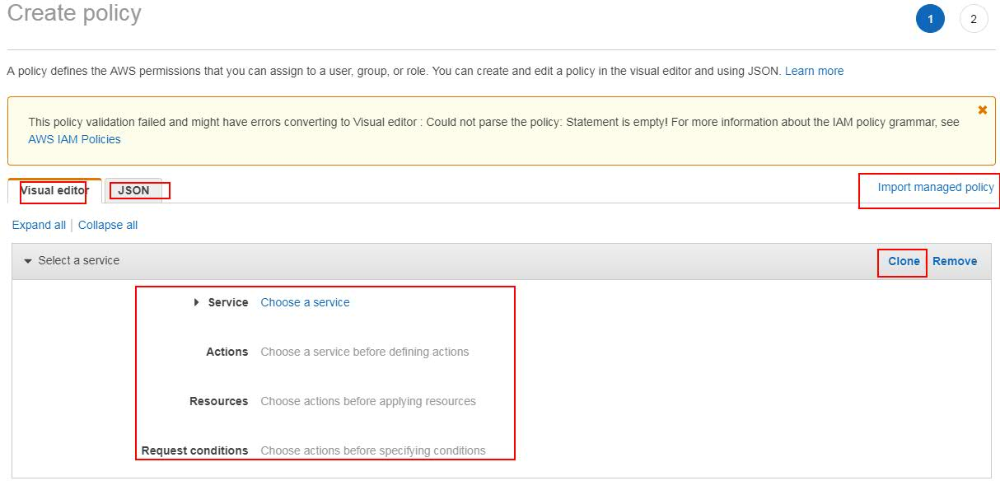 Create policy
1 2
A policy defines the AWS permissions that you can assign to a user, group, or role. You can create and edit a policy in the visual editor and using JSON. Learn more
This policy validation failed and might have errors converting to Visual editor : Could not parse the policy: Statement is empty! For more information about the IAM policy grammar, see
AWS IAM Policies
Visual editor JSON Import managed policy
Expand all Collapse all
Select a service Clone Remove
Service Choose a service
Actions Choose a service before defining actions
Resources Choose actions before applying resources
Request conditions Choose actions before specifying conditions